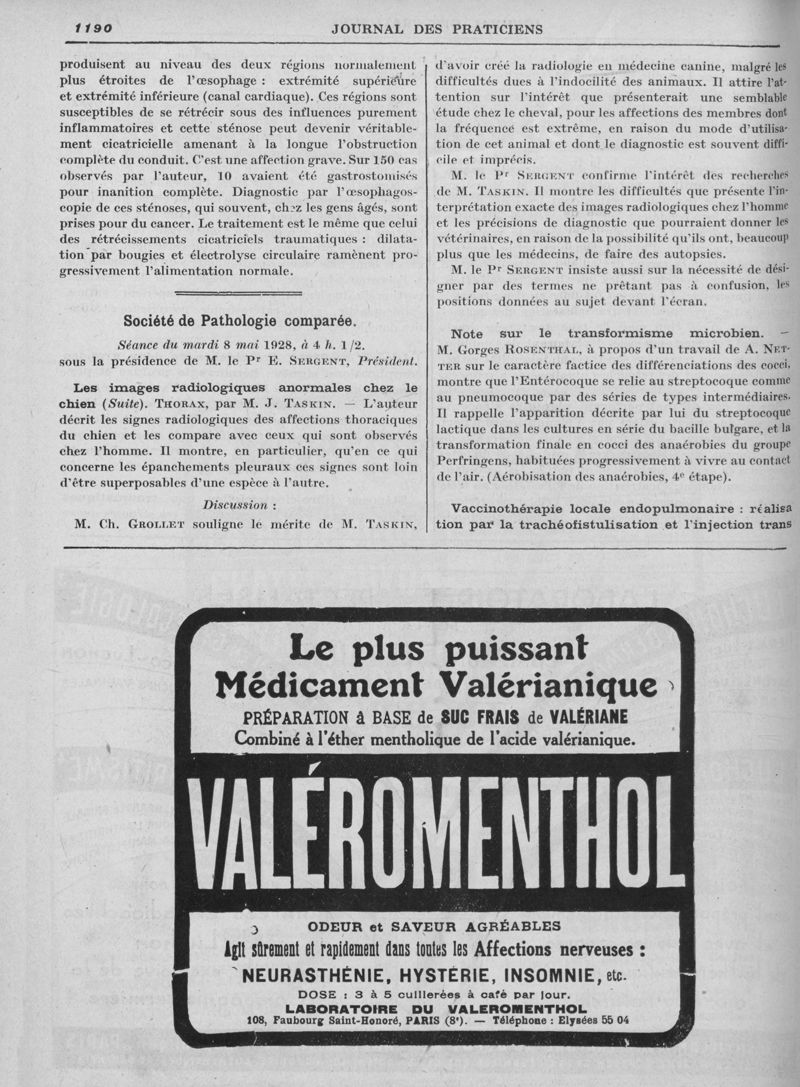 1190
JOURNAL DES PRATICIENS
produisent au niveau des deux régions normalement
plus étroites de l'œsophage : extrémité supérieure
et extrémité inférieure (canal cardiaque). Ces régions sont
susceptibles de se rétrécir sous des influences purement
inflammatoires et cette sténose peut devenir véritable-
ment cicatricielle amenant à la longue l'obstruction
complète du conduit. C'est une affection grave. Sur 150 cas
observés par l'auteur, 10 avaient été gastrostomisés
pour inanition complète. Diagnostic par l'œsophagos-
copie de ces sténoses, qui souvent, chez les gens âgés, sont
prises pour du cancer. Le traitement est le même que celui
des rétrécissements cicatriciels traumatiques : dilata-
tion par bougies et électrolyse circulaire ramènent pro-
gressivement l'alimentation normale.
Société de Pathologie comparée.
Séance du mardi 8 mai 1928, à 4 h. 1/2.
sous la présidence de M. le Pr E. SERGENT, Président.
Les images radiologiques anormales chez le
chien (Suite). THORAX, par M. J. TASKIN. — L'auteur
décrit les signes radiologiques des affections thoraciques
du chien et les compare avec ceux qui sont observés
chez l'homme. Il montre, en particulier, qu'en ce qui
concerne les épanchements pleuraux ces signes sont loin
d'être superposables d'une espèce à l'autre.
Discussion :
M. Ch. GROLLET souligne le mérite de M. TASKIN,
d'avoir créé la radiologie en médecine canine, malgré les
difficultés dues à l'indocilité des animaux. Il attire l'at-
tention sur l'intérêt que présenterait une semblable
étude chez le cheval, pour les affections des membres dont
la fréquence est extrême, en raison du mode d'utilisa-
tion de cet animal et dont le diagnostic est souvent diffi-
cile et imprécis.
M. le Pr SERGENT confirme l'intérêt des recherches
de M. TASKIN. Il montre les difficultés que présente l'in-
terprétation exacte des images radiologiques chez l'homme
et les précisions de diagnostic que pourraient donner les
vétérinaires, en raison de la possibilité qu'ils ont, beaucoup
plus que les médecins, de faire des autopsies.
M. le Pr SERGENT insiste aussi sur la nécessité de dési-
gner par des termes ne prêtant pas à confusion, les
positions données au sujet devant l'écran.
Note sur le transformisme microbien. —
M. Gorges ROSENTHAL, à propos d'un travail de A. NET-
TER sur le caractère factice des différenciations des cocci,
montre que l'Entérocoque se relie au streptocoque comme
au pneumocoque par des séries de types intermédiaires.
Il rappelle l'apparition décrite par lui du streptocoque
lactique dans les cultures en série du bacille bulgare, et la
transformation finale en cocci des anaérobies du groupe
Perfringens, habituées progressivement à vivre au contact
de l'air. (Aérobisation des anaérobies, 4e étape).
Vaccinothérapie locale endopulmonaire : réalisa
tion par la trachéofistulisation et l'injection trans
Le plus puissant
Médicament Valérianique
PRÉPARATION à BASE de SUC FRAIS de VALÉRIANE
Combiné à l'éther mentholique de l'acide valérianique.
VALÉROMENTHOL
ODEUR et SAVEUR AGRÉABLES
Agit sûrement et rapidement dans toutes les Affections nerveuses :
NEURASTHÉNIE, HYSTÉRIE, INSOMNIE, etc.
DOSE : 3 à 5 cuillerées à café par jour.
LABORATOIRE DU VALEROMENTHOL
108, Faubourg Saint-Honoré, PARIS (8e). — Téléphone : Elysées 55 04